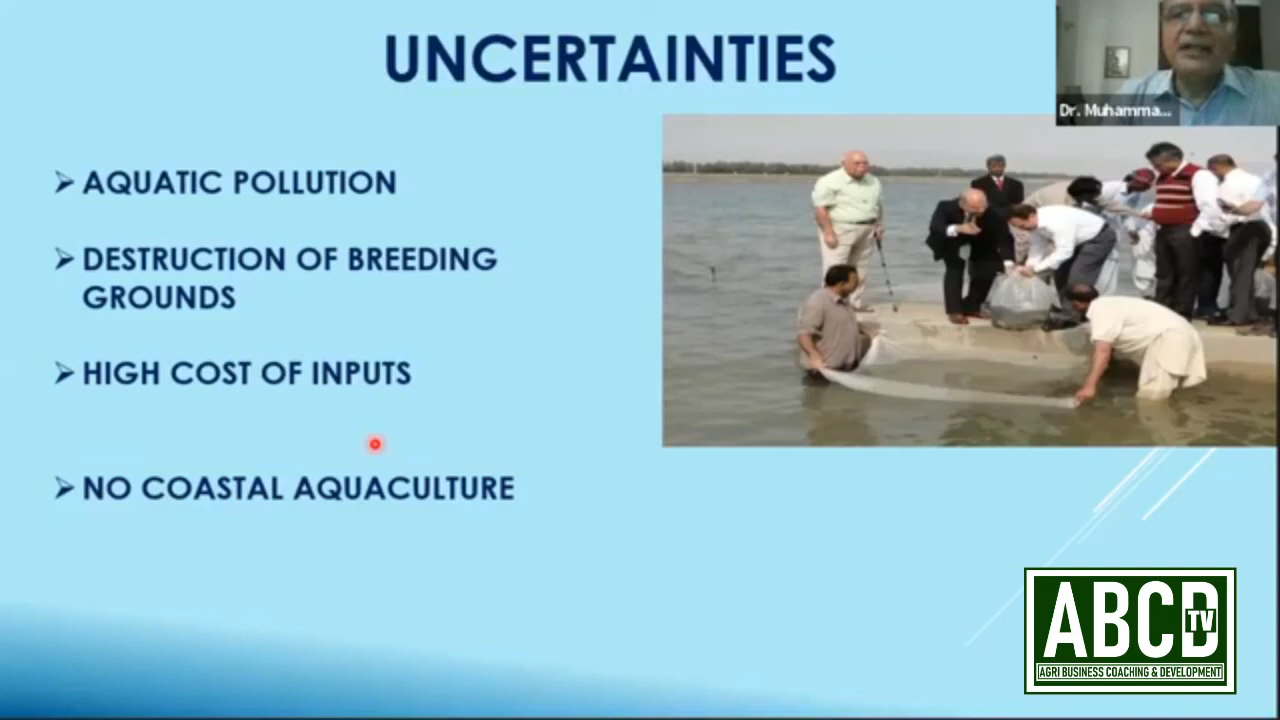 UNCERTAINTIES
Dr. Muhamma...
AQUATIC POLLUTION
DESTRUCTION OF BREEDING
GROUNDS
HIGH COST OF INPUTS
NO COASTAL AQUACULTURE
ABCD TV
AGRI BUSINESS COACHING & DEVELOPMENT